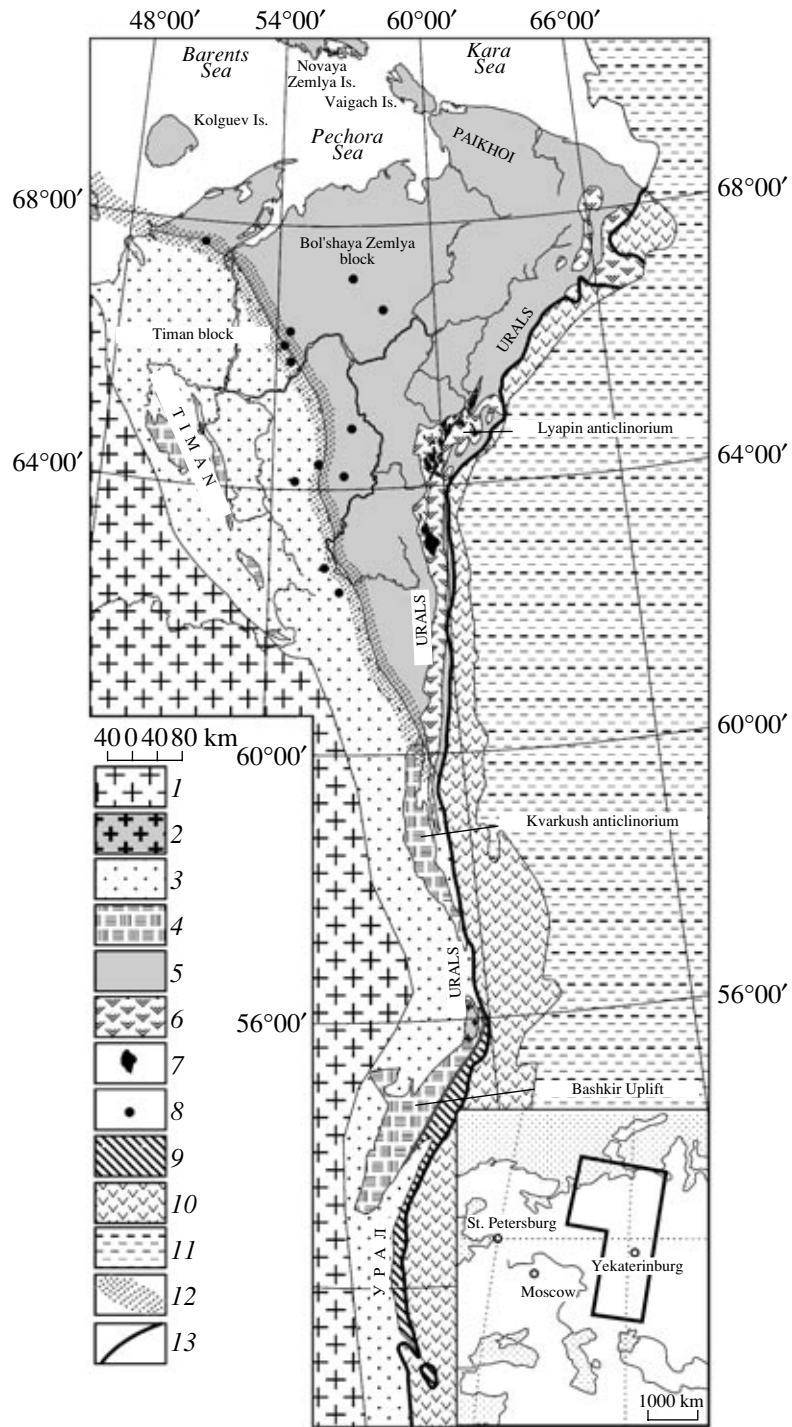 48°00′ 54°00′ 60°00′ 66°00′
Barents
Sea
Novaya
Zemlya Is.
Kara
Sea
Vaigach Is.
Kolguev Is.
Pechora
Sea
PAIKHOI
68°00′
68°00′
Bol'shaya Zemlya
block
URALS
Timan block
TIMAN
Lyapin anticlinorium
64°00′
64°00′
URALS
60°00′
40 0 40 80 km
60°00′
1
2
3
4
5
6
7
8
9
10
11
12
13
Kvarkush anticlinorium
URALS
56°00′
56°00′
Bashkir Uplift
УРАЛ
St. Petersburg
Yekaterinburg
Moscow
1000 km